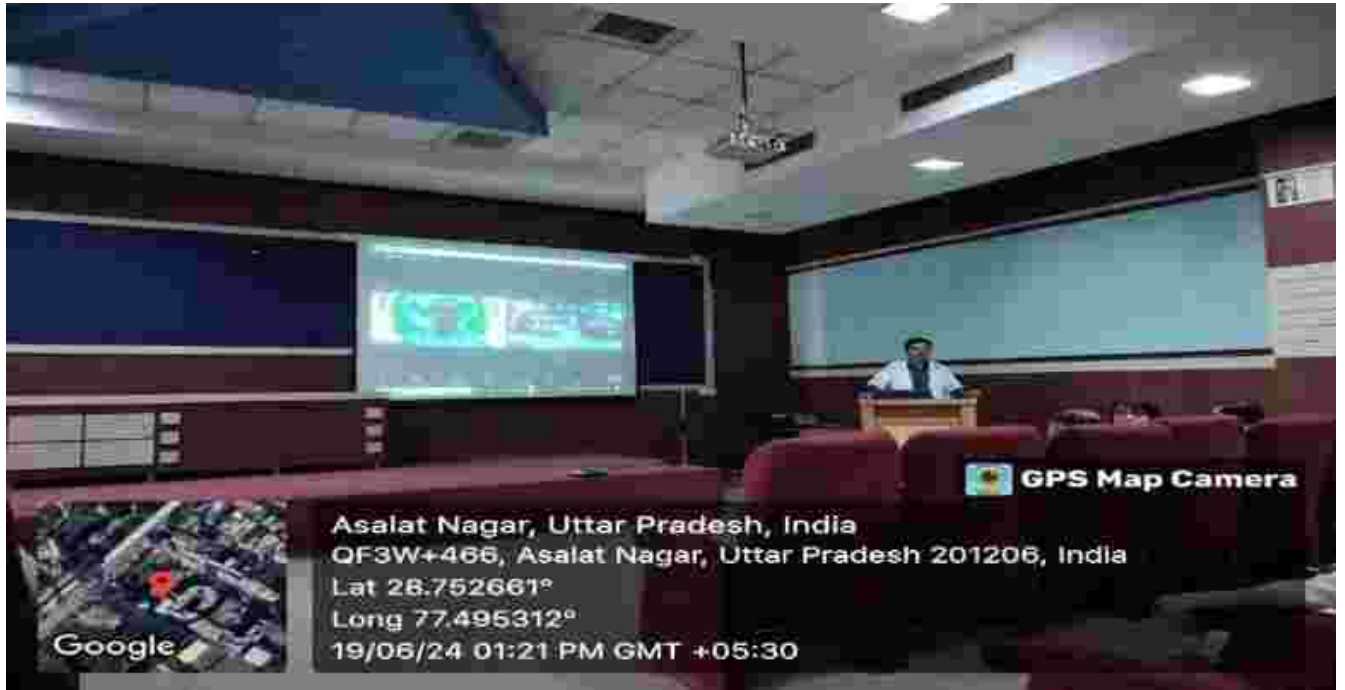 GPS Map Camera
Asalat Nagar, Uttar Pradesh, India
QF3W+466, Asalat Nagar, Uttar Pradesh 201206, India
Lat 28.752661°
Long 77.495312°
19/06/24 01:21 PM GMT +05:30
Google